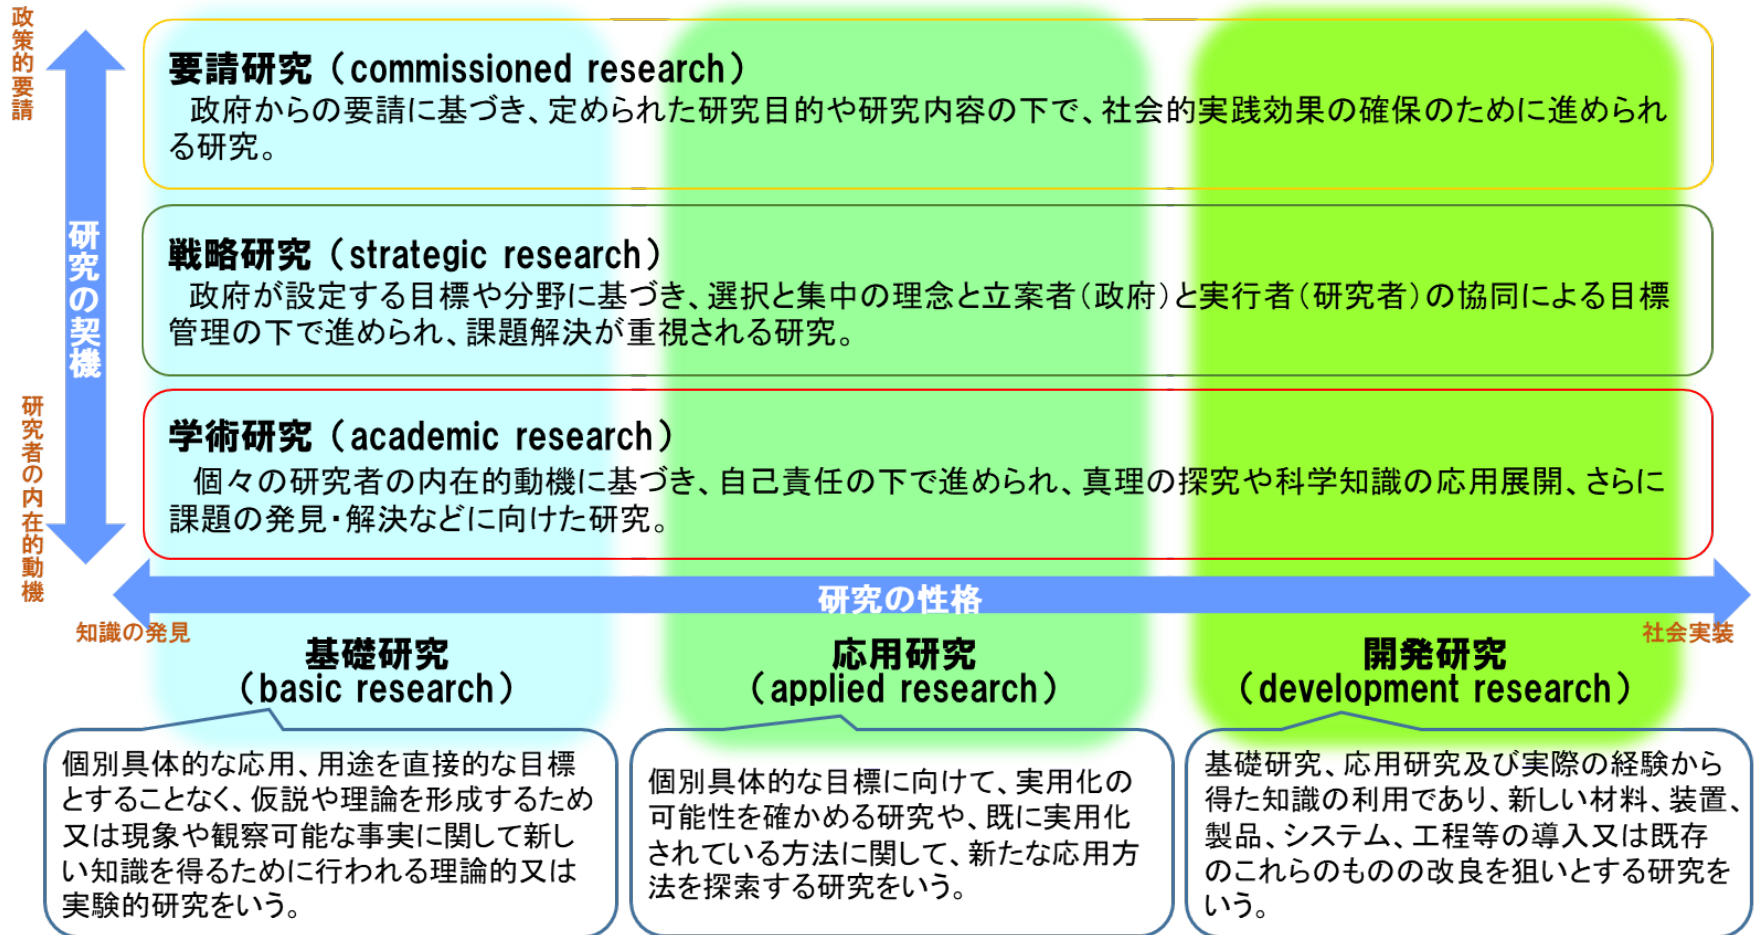 政策的要請
要請研究（commissioned research）
政府からの要請に基づき、定められた研究目的や研究内容の下で、社会的実践効果の確保のために進められ
る研究。
研究の契機
戦略研究（strategic research）
政府が設定する目標や分野に基づき、選択と集中の理念と立案者（政府）と実行者（研究者）の協同による目標
管理の下で進められ、課題解決が重視される研究。
研究者の内在的動機
学術研究（academic research）
個々の研究者の内在的動機に基づき、自己責任の下で進められ、真理の探究や科学知識の応用展開、さらに
課題の発見・解決などに向けた研究。
研究の性格
知識の発見
社会実装
基礎研究
（basic research）
応用研究
（applied research）
開発研究
（development research）
個別具体的な応用、用途を直接的な目標
とすることなく、仮説や理論を形成するため
又は現象や観察可能な事実に関して新し
い知識を得るために行われる理論的又は
実験的研究をいう。
個別具体的な目標に向けて、実用化の
可能性を確かめる研究や、既に実用化
されている方法に関して、新たな応用方
法を探索する研究をいう。
基礎研究、応用研究及び実際の経験から
得た知識の利用であり、新しい材料、装置、
製品、システム、工程等の導入又は既存
のこれらのものの改良を狙いとする研究を
いう。